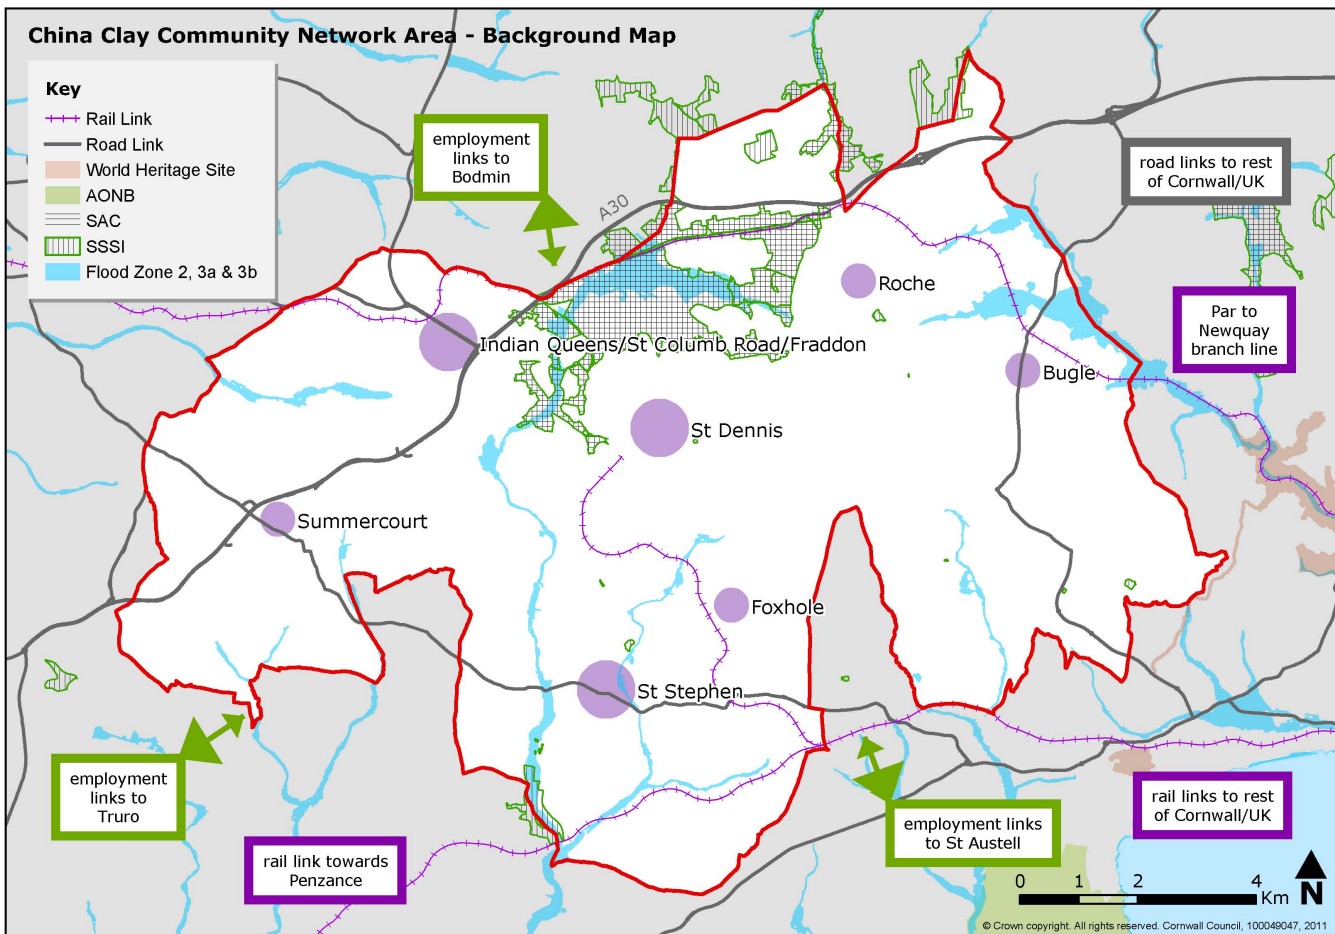 China Clay Community Network Area - Background Map
Key
Rail Link
Road Link
World Heritage Site
AONB
SAC
SSSI
Flood Zone 2, 3a & 3b
employment
links to
Bodmin
A30
road links to rest
of Cornwall/UK
Roche
Par to
Newquay
branch line
Indian Queens/St Columb Road/Fraddon
Bugle
St Dennis
Summercourt
Foxhole
St Stephen
employment
links to
Truro
rail link towards
Penzance
employment links
to St Austell
rail links to rest
of Cornwall/UK
0 1 2 4
Km
N
© Crown copyright. All rights reserved. Cornwall Council, 100049047, 2011